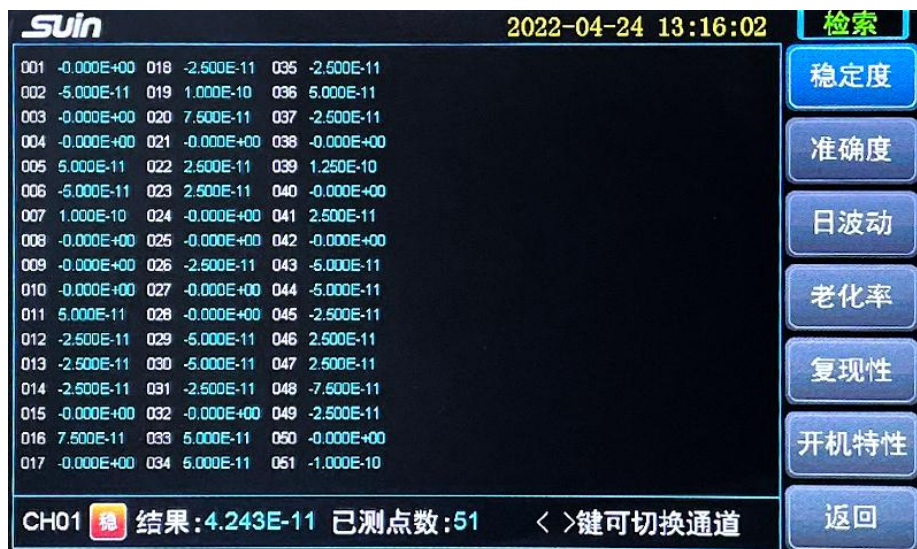 SUin 2022-04-24 13:16:02 检索
001 -0.000E+00 018 -2.500E-11 035 -2.500E-11
002 -5.000E-11 019 1.000E-10 036 5.000E-11
003 -0.000E+00 020 7.500E-11 037 -2.500E-11
004 -0.000E+00 021 -0.000E+00 038 -0.000E+00
005 5.000E-11 022 2.500E-11 039 1.250E-10
006 -5.000E-11 023 2.500E-11 040 -0.000E+00
007 1.000E-10 024 -0.000E+00 041 2.500E-11
008 -0.000E+00 025 -0.000E+00 042 -0.000E+00
009 -0.000E+00 026 -2.500E-11 043 -5.000E-11
010 -0.000E+00 027 -0.000E+00 044 -5.000E-11
011 5.000E-11 028 -0.000E+00 045 -2.500E-11
012 -2.500E-11 029 -5.000E-11 046 2.500E-11
013 -2.500E-11 030 -5.000E-11 047 2.500E-11
014 -2.500E-11 031 -2.500E-11 048 -7.500E-11
015 -0.000E+00 032 -0.000E+00 049 -2.500E-11
016 7.500E-11 033 5.000E-11 050 -0.000E+00
017 -0.000E+00 034 5.000E-11 051 -1.000E-10
稳定度
准确度
日波动
老化率
复现性
开机特性
返回
CH01 稳 结果:4.243E-11 已测点数:51 < >键可切换通道